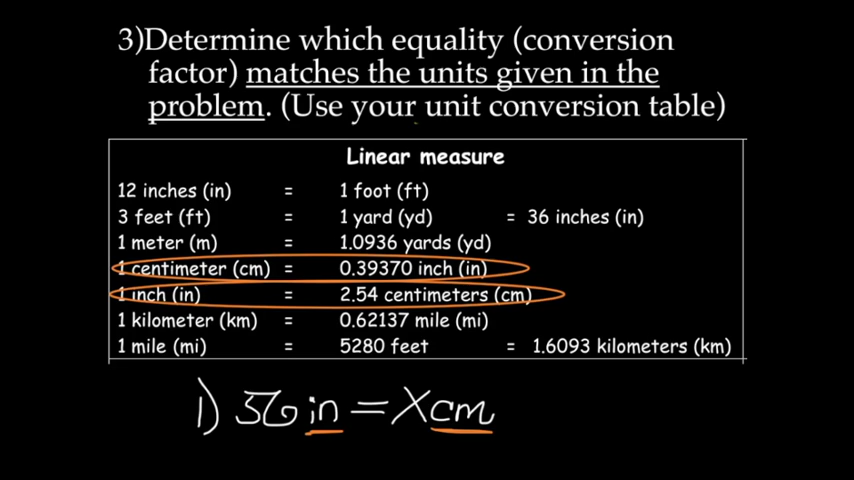 3)Determine which equality (conversion
factor) matches the units given in the
problem. (Use your unit conversion table)
Linear measure
12 inches (in) = 1 foot (ft)
3 feet (ft) = 1 yard (yd) = 36 inches (in)
1 meter (m) = 1.0936 yards (yd)
1 centimeter (cm) = 0.39370 inch (in)
1 inch (in) = 2.54 centimeters (cm)
1 kilometer (km) = 0.62137 mile (mi)
1 mile (mi) = 5280 feet = 1.6093 kilometers (km)
1) 56 in = X cm